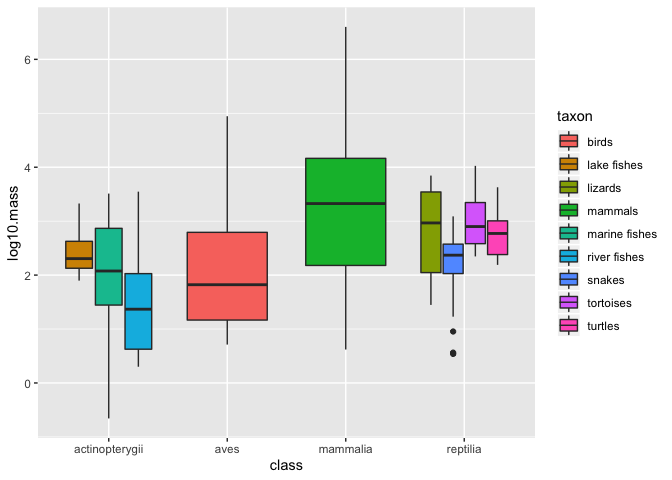 6
4
2
0
log10.mass
actinopterygii
aves
mammalia
reptilia
class
taxon
birds
lake fishes
lizards
mammals
marine fishes
river fishes
snakes
tortoises
turtles